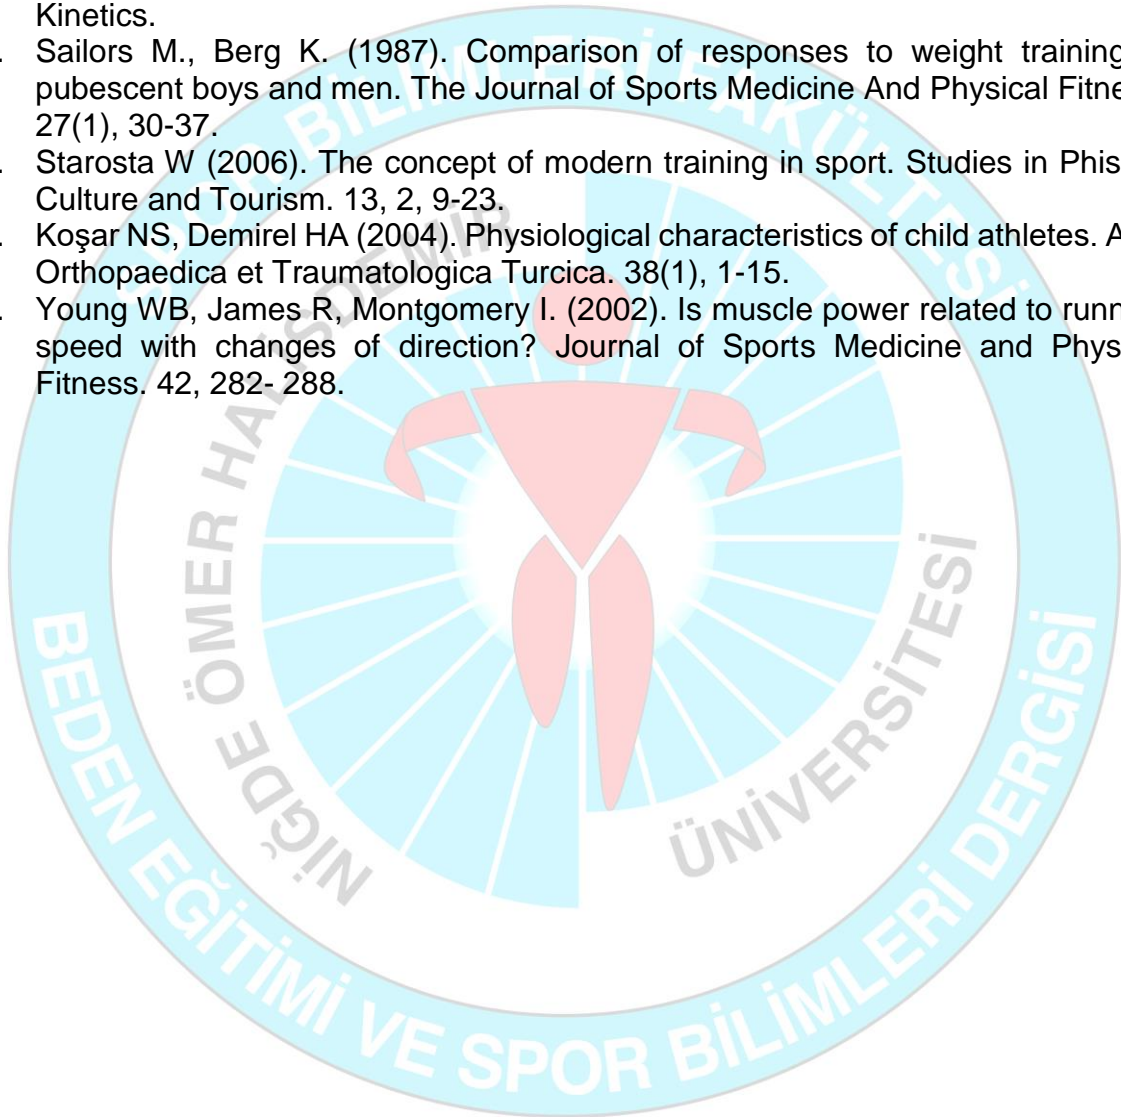 Kinetics.
. Sailors M., Berg K. (1987). Comparison of responses to weight training
pubescent boys and men. The Journal of Sports Medicine And Physical Fitne
27(1), 30-37.
. Starosta W (2006). The concept of modern training in sport. Studies in Phis
Culture and Tourism. 13, 2, 9-23.
. Koşar NS, Demirel HA (2004). Physiological characteristics of child athletes. A
Orthopaedica et Traumatologica Turcica. 38(1), 1-15.
. Young WB, James R, Montgomery I. (2002). Is muscle power related to runn
speed with changes of direction? Journal of Sports Medicine and Phys
Fitness. 42, 282- 288.
SPOR BİLİMLERİ FAKÜLTESİ
NİĞDE ÖMER HALİSDEMİR
ÜNİVERSİTESİ
BEDEN EĞİTİMİ VE SPOR BİLİMLERİ DERGİSİ